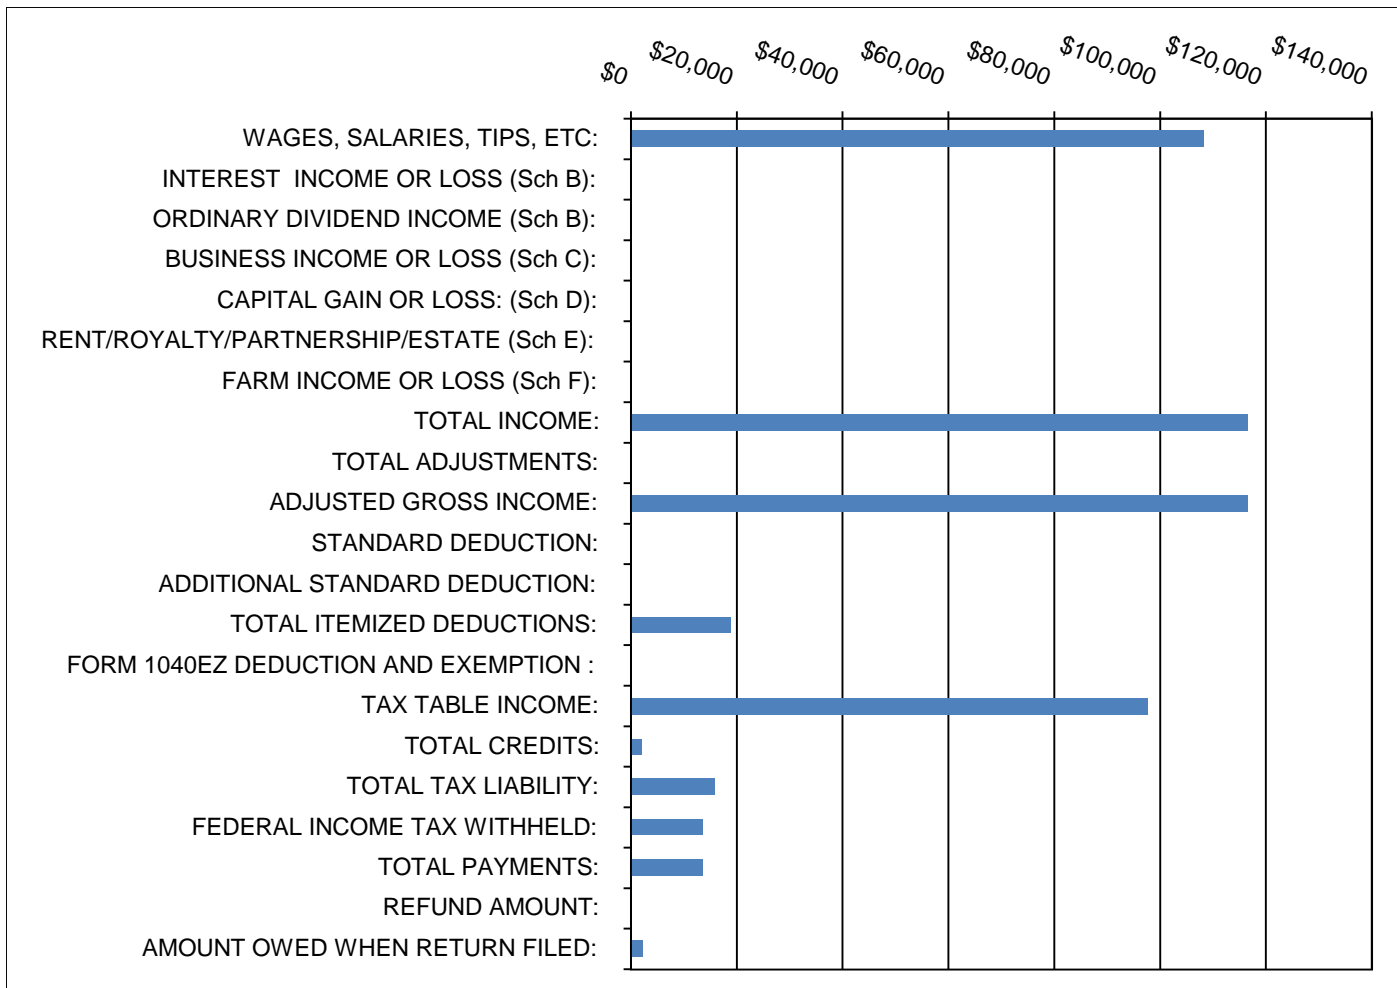 $0
$20,000
$40,000
$60,000
$80,000
$100,000
$120,000
$140,000
WAGES, SALARIES, TIPS, ETC:
INTEREST  INCOME OR LOSS (Sch B):
ORDINARY DIVIDEND INCOME (Sch B):
BUSINESS INCOME OR LOSS (Sch C):
CAPITAL GAIN OR LOSS: (Sch D):
RENT/ROYALTY/PARTNERSHIP/ESTATE (Sch E):
FARM INCOME OR LOSS (Sch F):
TOTAL INCOME:
TOTAL ADJUSTMENTS:
ADJUSTED GROSS INCOME:
STANDARD DEDUCTION:
ADDITIONAL STANDARD DEDUCTION:
TOTAL ITEMIZED DEDUCTIONS:
FORM 1040EZ DEDUCTION AND EXEMPTION :
TAX TABLE INCOME:
TOTAL CREDITS:
TOTAL TAX LIABILITY:
FEDERAL INCOME TAX WITHHELD:
TOTAL PAYMENTS:
REFUND AMOUNT:
AMOUNT OWED WHEN RETURN FILED: